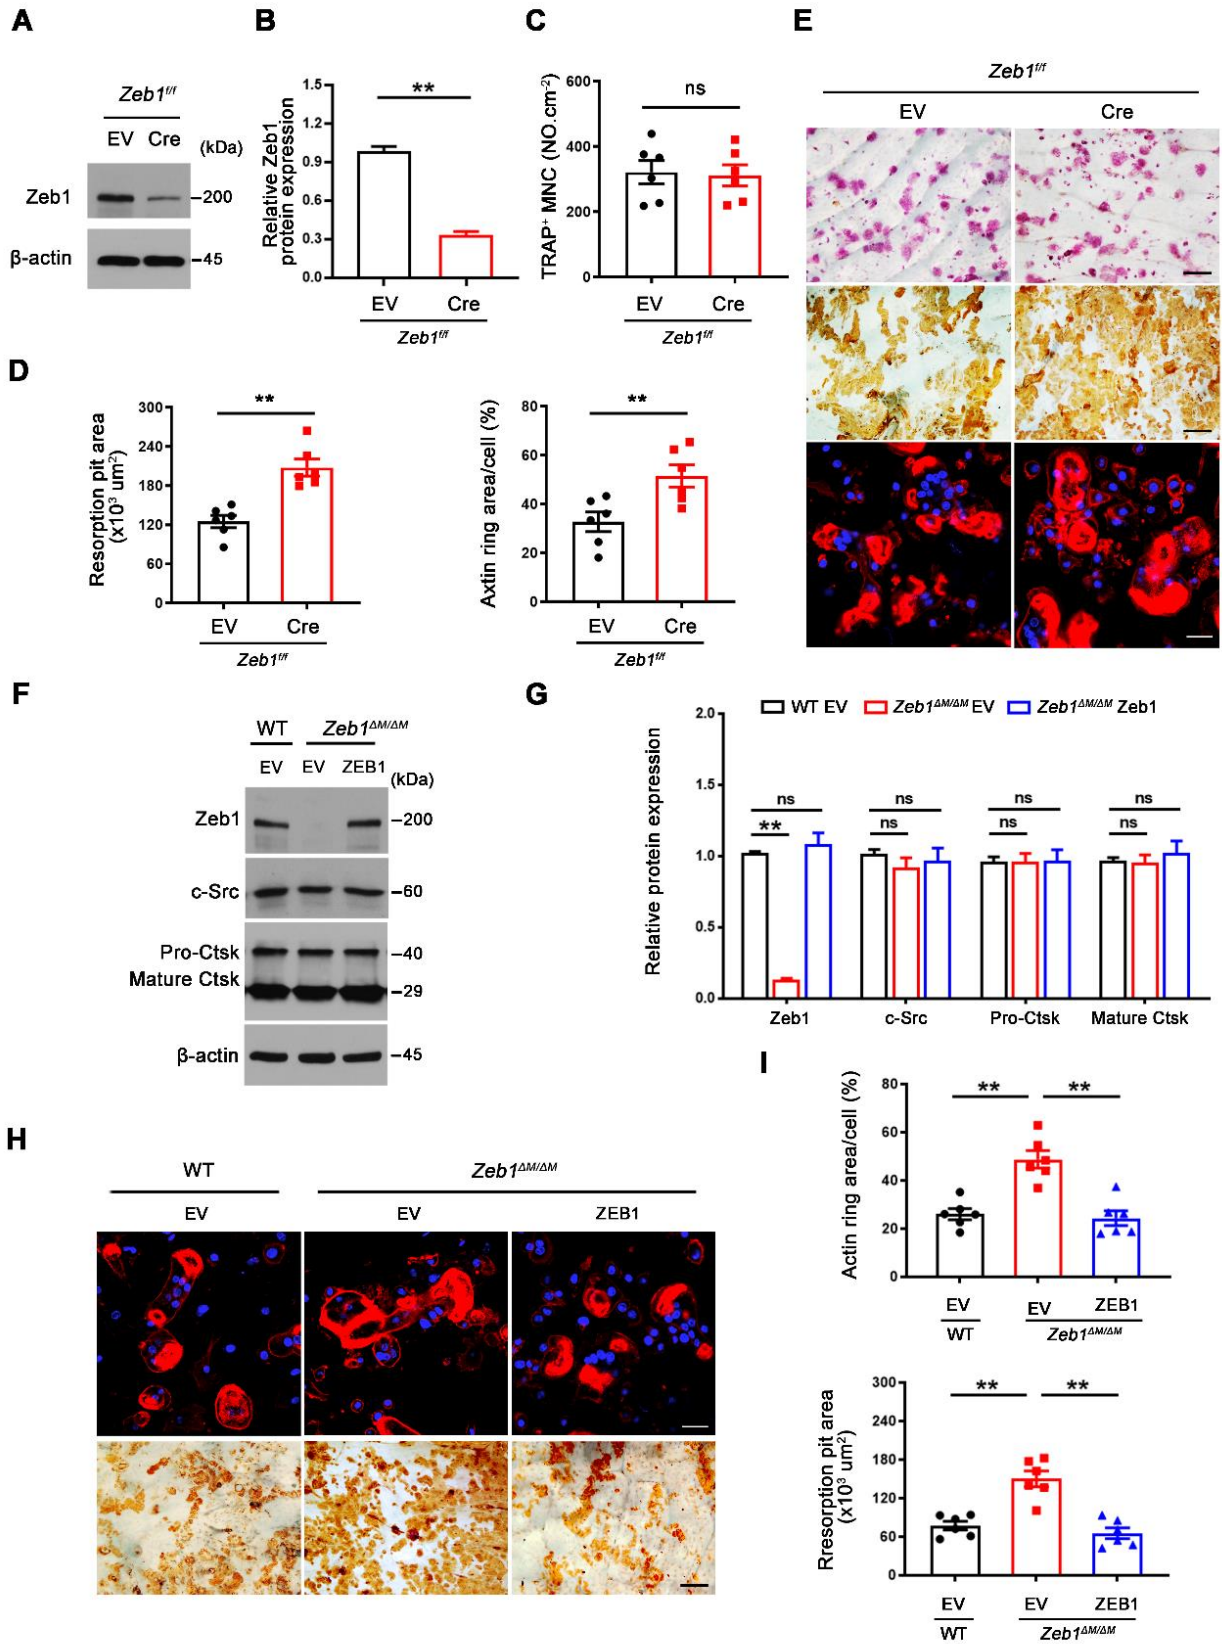 A
Zeb1f/f
EV Cre (kDa)
Zeb1 –200
β-actin –45
B
Relative Zeb1
protein expression
1.5
1.2
0.9
0.6
0.3
0.0
**
EV Cre
Zeb1f/f
C
TRAP+ MNC (NO.cm-2)
600
400
200
0
ns
EV Cre
Zeb1f/f
D
Resorption pit area
(x10³ um²)
300
240
180
120
60
0
**
EV Cre
Zeb1f/f
Axtin ring area/cell (%)
80
60
40
20
0
**
EV Cre
Zeb1f/f
E
Zeb1f/f
EV Cre
F
WT Zeb1ΔM/ΔM
EV EV ZEB1 (kDa)
Zeb1 –200
c-Src –60
Pro-Ctsk –40
Mature Ctsk –29
β-actin –45
G
WT EV Zeb1ΔM/ΔM EV Zeb1ΔM/ΔM Zeb1
Relative protein expression
2.0
1.5
1.0
0.5
0.0
ns ns ns ns
** ns ns ns
Zeb1 c-Src Pro-Ctsk Mature Ctsk
H
WT Zeb1ΔM/ΔM
EV EV ZEB1
I
Actin ring area/cell (%)
80
60
40
20
0
** **
EV EV ZEB1
WT Zeb1ΔM/ΔM
Rresorption pit area
(x10³ um²)
300
240
180
120
60
0
** **
EV EV ZEB1
WT Zeb1ΔM/ΔM